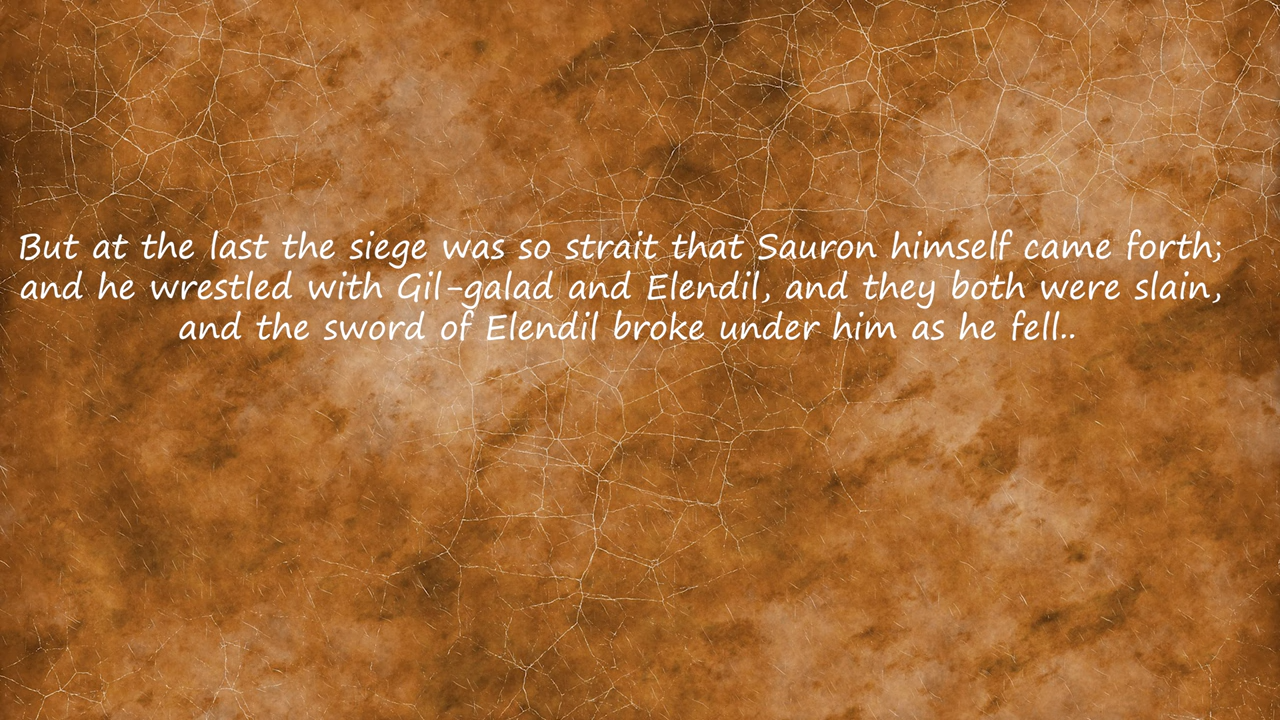 But at the last the siege was so strait that Sauron himself came forth;
and he wrestled with Gil-galad and Elendil, and they both were slain,
and the sword of Elendil broke under him as he fell..